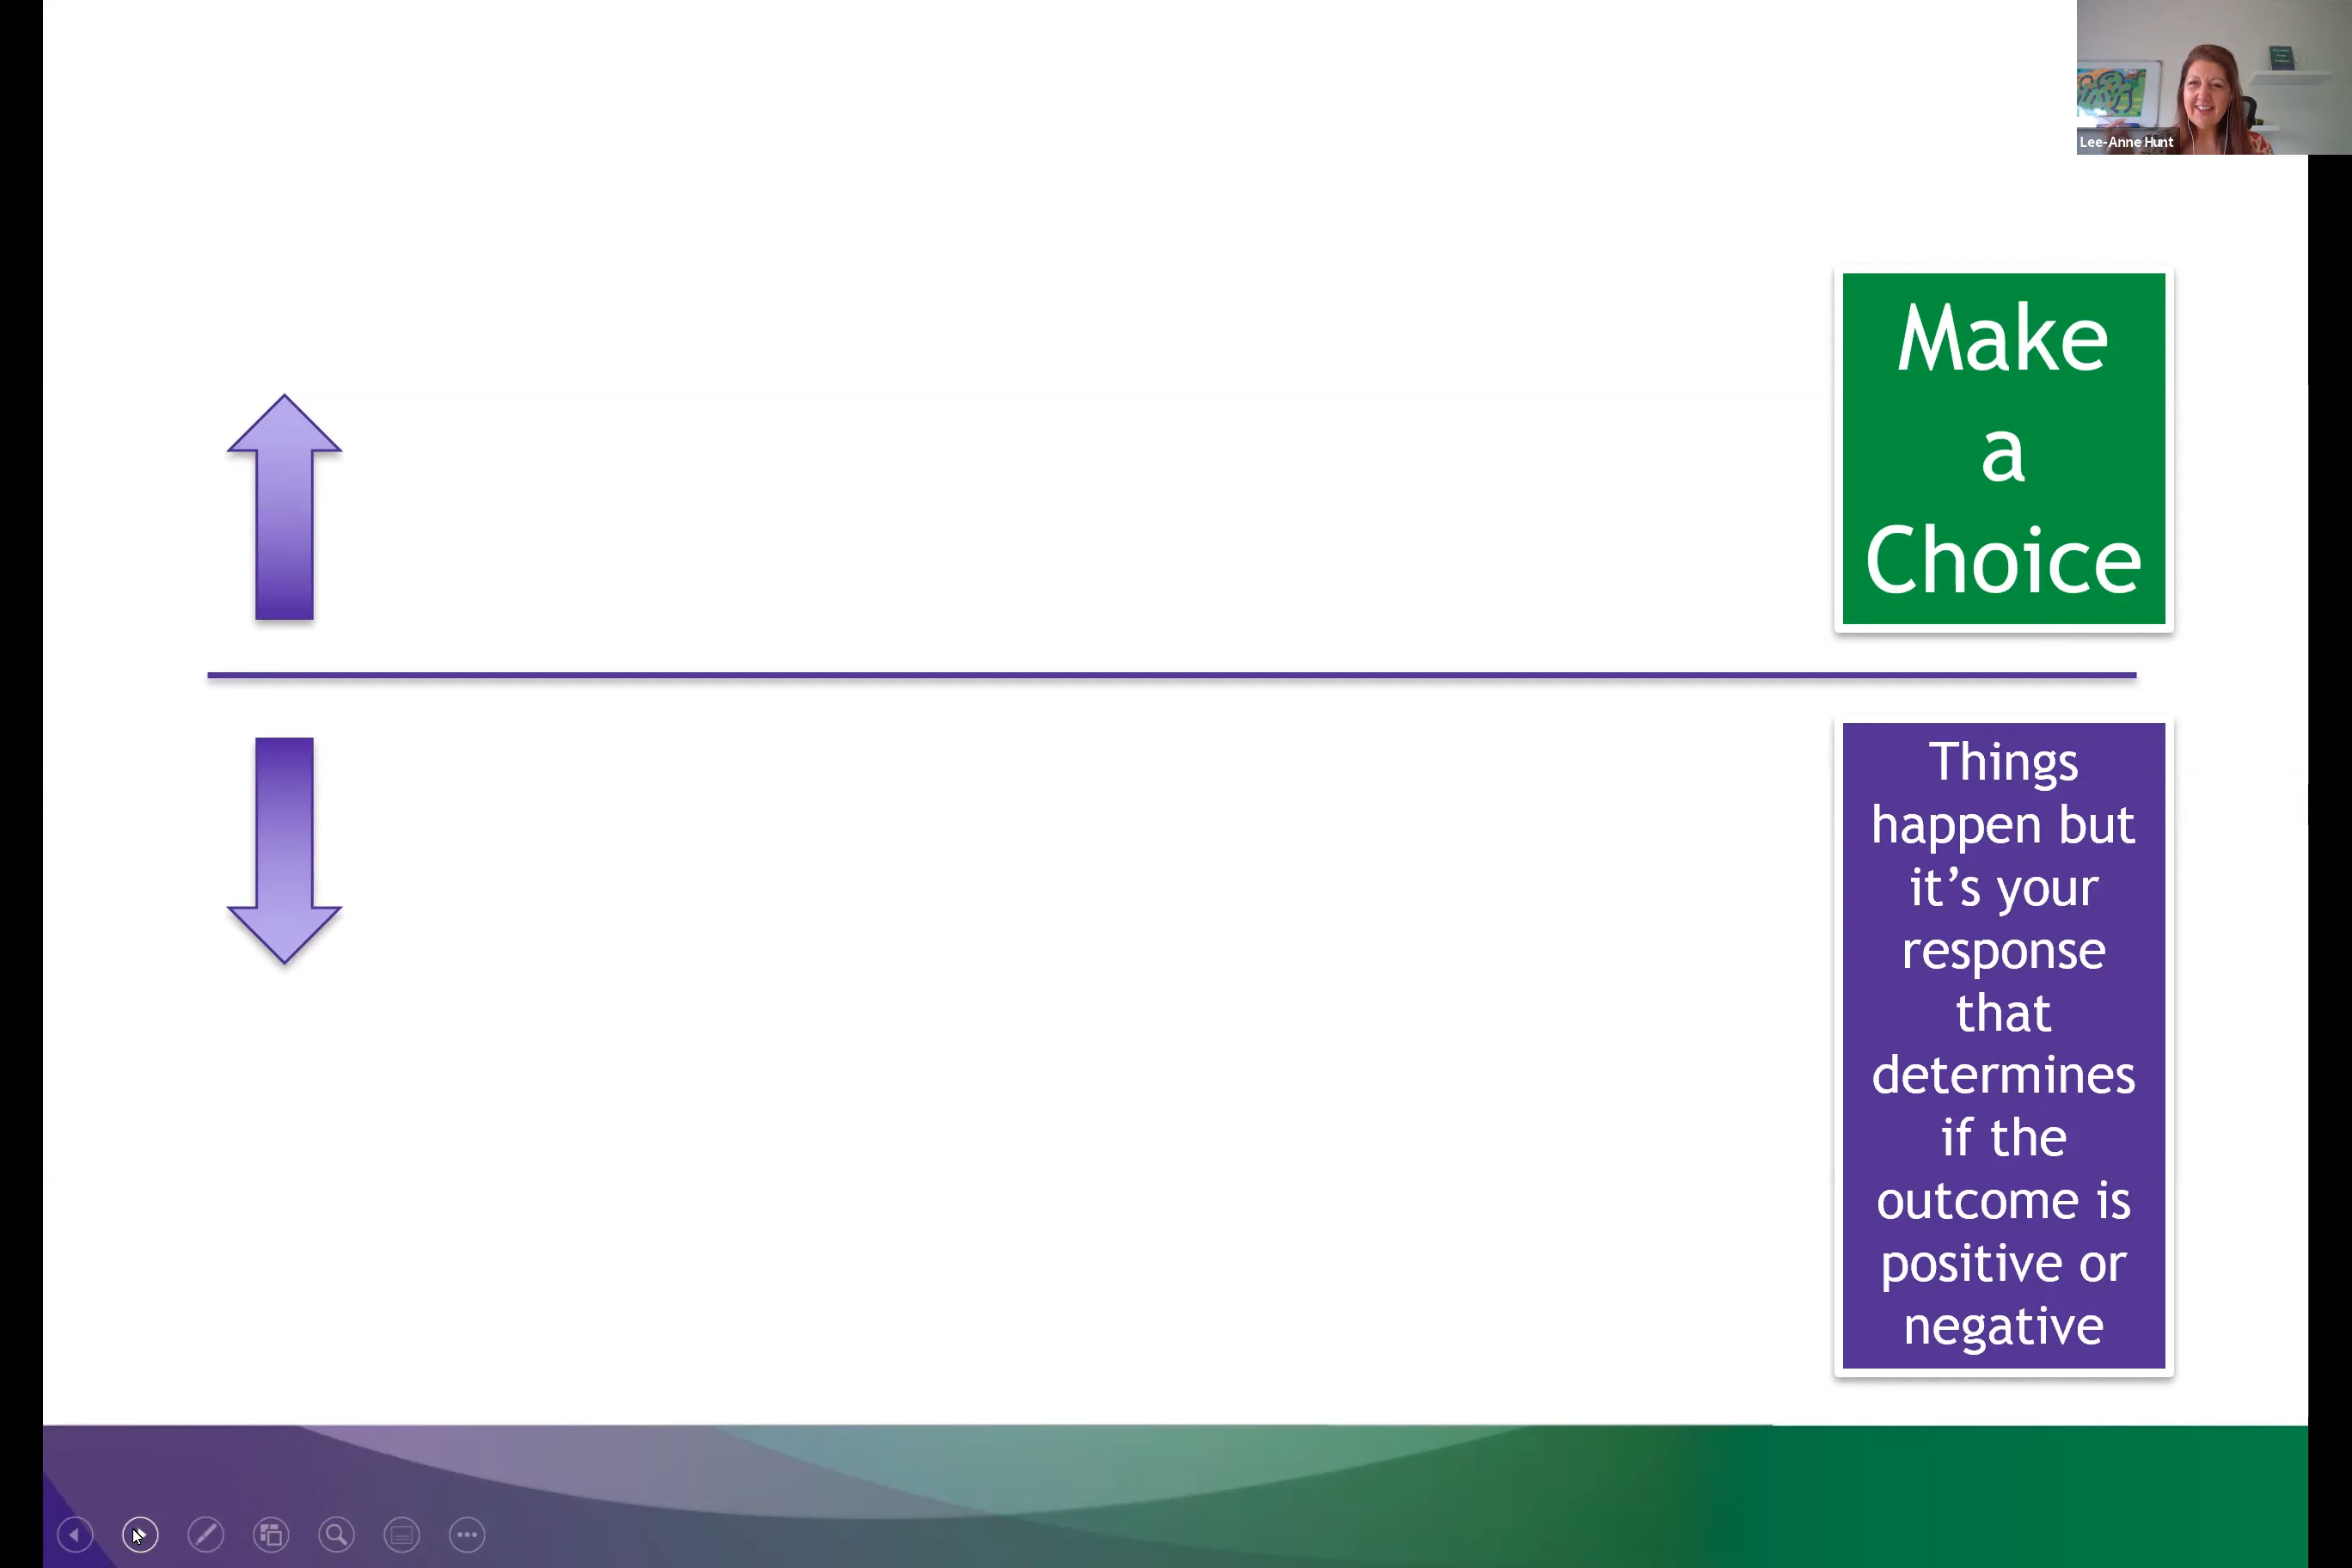 Lee-Anne Hunt
Make
a
Choice
Things
happen but
it’s your
response
that
determines
if the
outcome is
positive or
negative